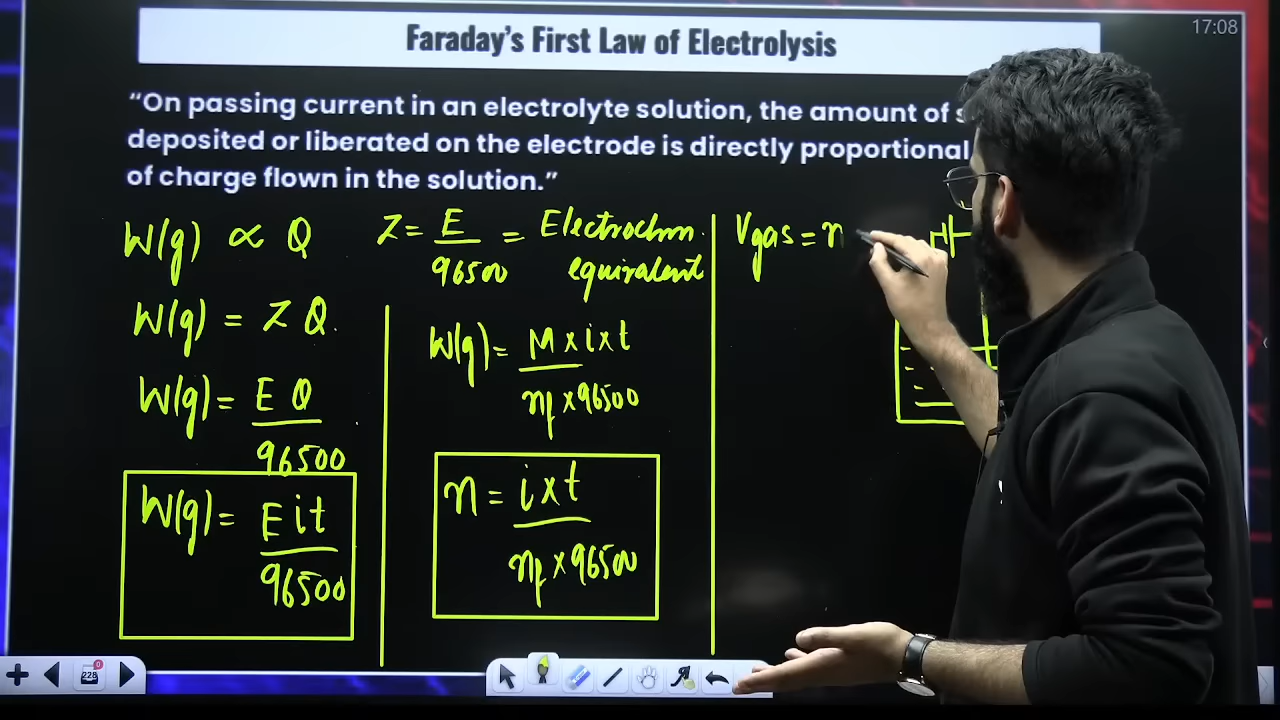 17:08
Faraday's First Law of Electrolysis
“On passing current in an electrolyte solution, the amount of s
deposited or liberated on the electrode is directly proportional
of charge flown in the solution.”
W(g) ∝ Q
W(g) = Z Q.
W(g) = E Q / 96500
W(g) = E i t / 96500
Z = E / 96500 = Electrochem.
equivalent
W(g) = M × i × t / nf × 96500
n = i × t / nf × 96500
Vgas = n
0
228